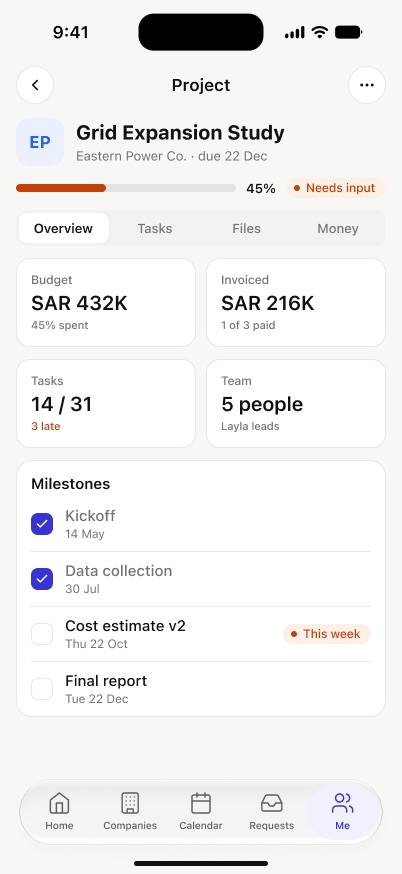 9:41
Project
EP
Grid Expansion Study
Eastern Power Co. · due 22 Dec
45%
Needs input
Overview
Tasks
Files
Money
Budget
SAR 432K
45% spent
Invoiced
SAR 216K
1 of 3 paid
Tasks
14 / 31
3 late
Team
5 people
Layla leads
Milestones
Kickoff
14 May
Data collection
30 Jul
Cost estimate v2
Thu 22 Oct
This week
Final report
Tue 22 Dec
Home
Companies
Calendar
Requests
Me